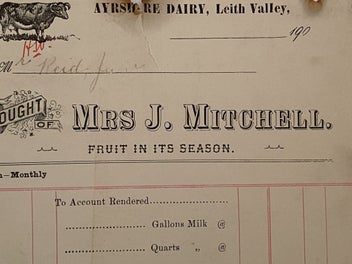 AYRSHIRE DAIRY, Leith Valley,
190
M Reid
OUGHT OF MRS J. MITCHELL.
FRUIT IN ITS SEASON.
—Monthly
To Account Rendered
Gallons Milk @
Quarts „ @